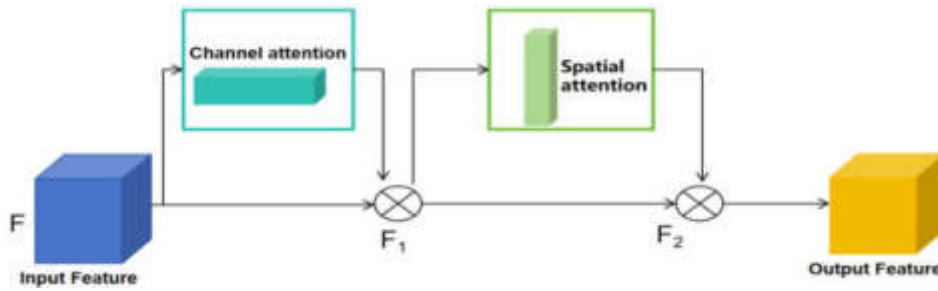 Channel attention
Spatial
attention
F
F1
F2
Input Feature
Output Feature